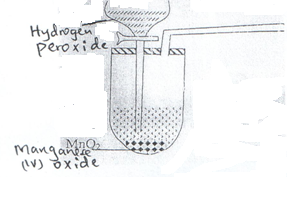 Hydrogen
peroxide
MnO₂
Manganese
(IV) oxide